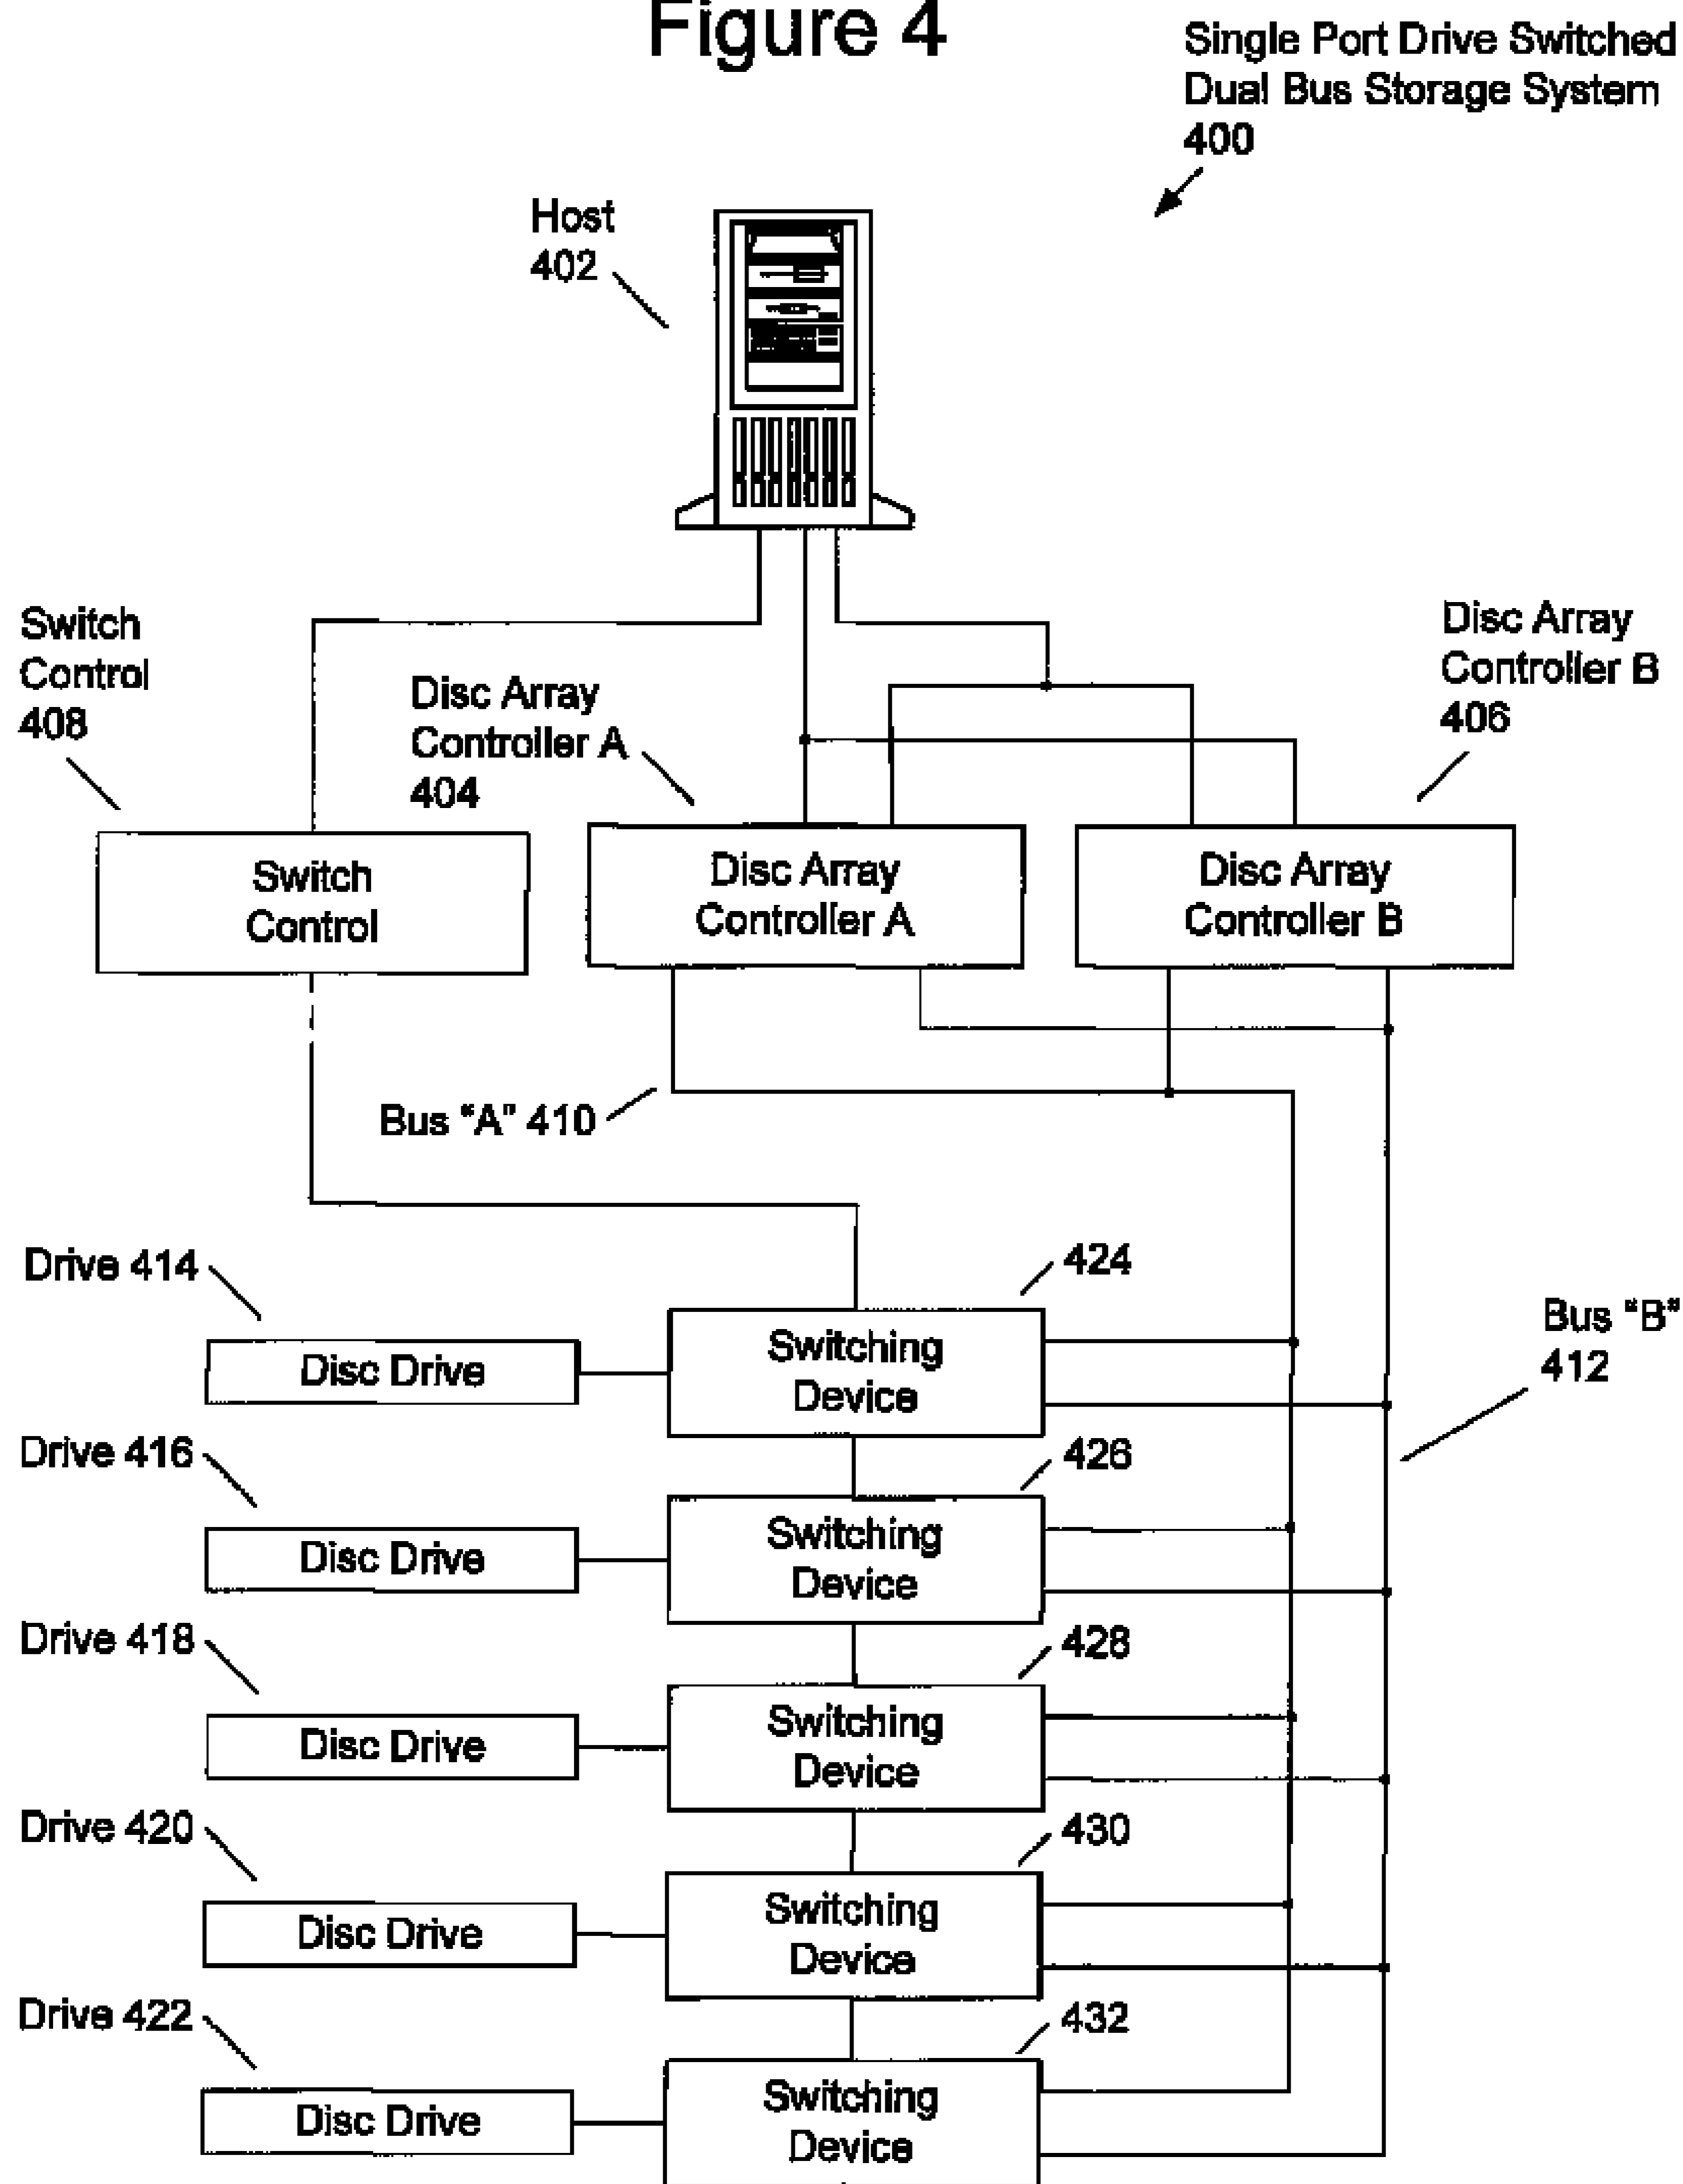 Figure 4
Single Port Drive Switched
Dual Bus Storage System
400
Host
402
Switch
Control
408
Disc Array
Controller A
404
Disc Array
Controller B
406
Switch
Control
Disc Array
Controller A
Disc Array
Controller B
Bus "A" 410
Drive 414
424
Disc Drive
Switching
Device
Bus "B"
412
Drive 416
426
Disc Drive
Switching
Device
Drive 418
428
Disc Drive
Switching
Device
Drive 420
430
Disc Drive
Switching
Device
Drive 422
432
Disc Drive
Switching
Device